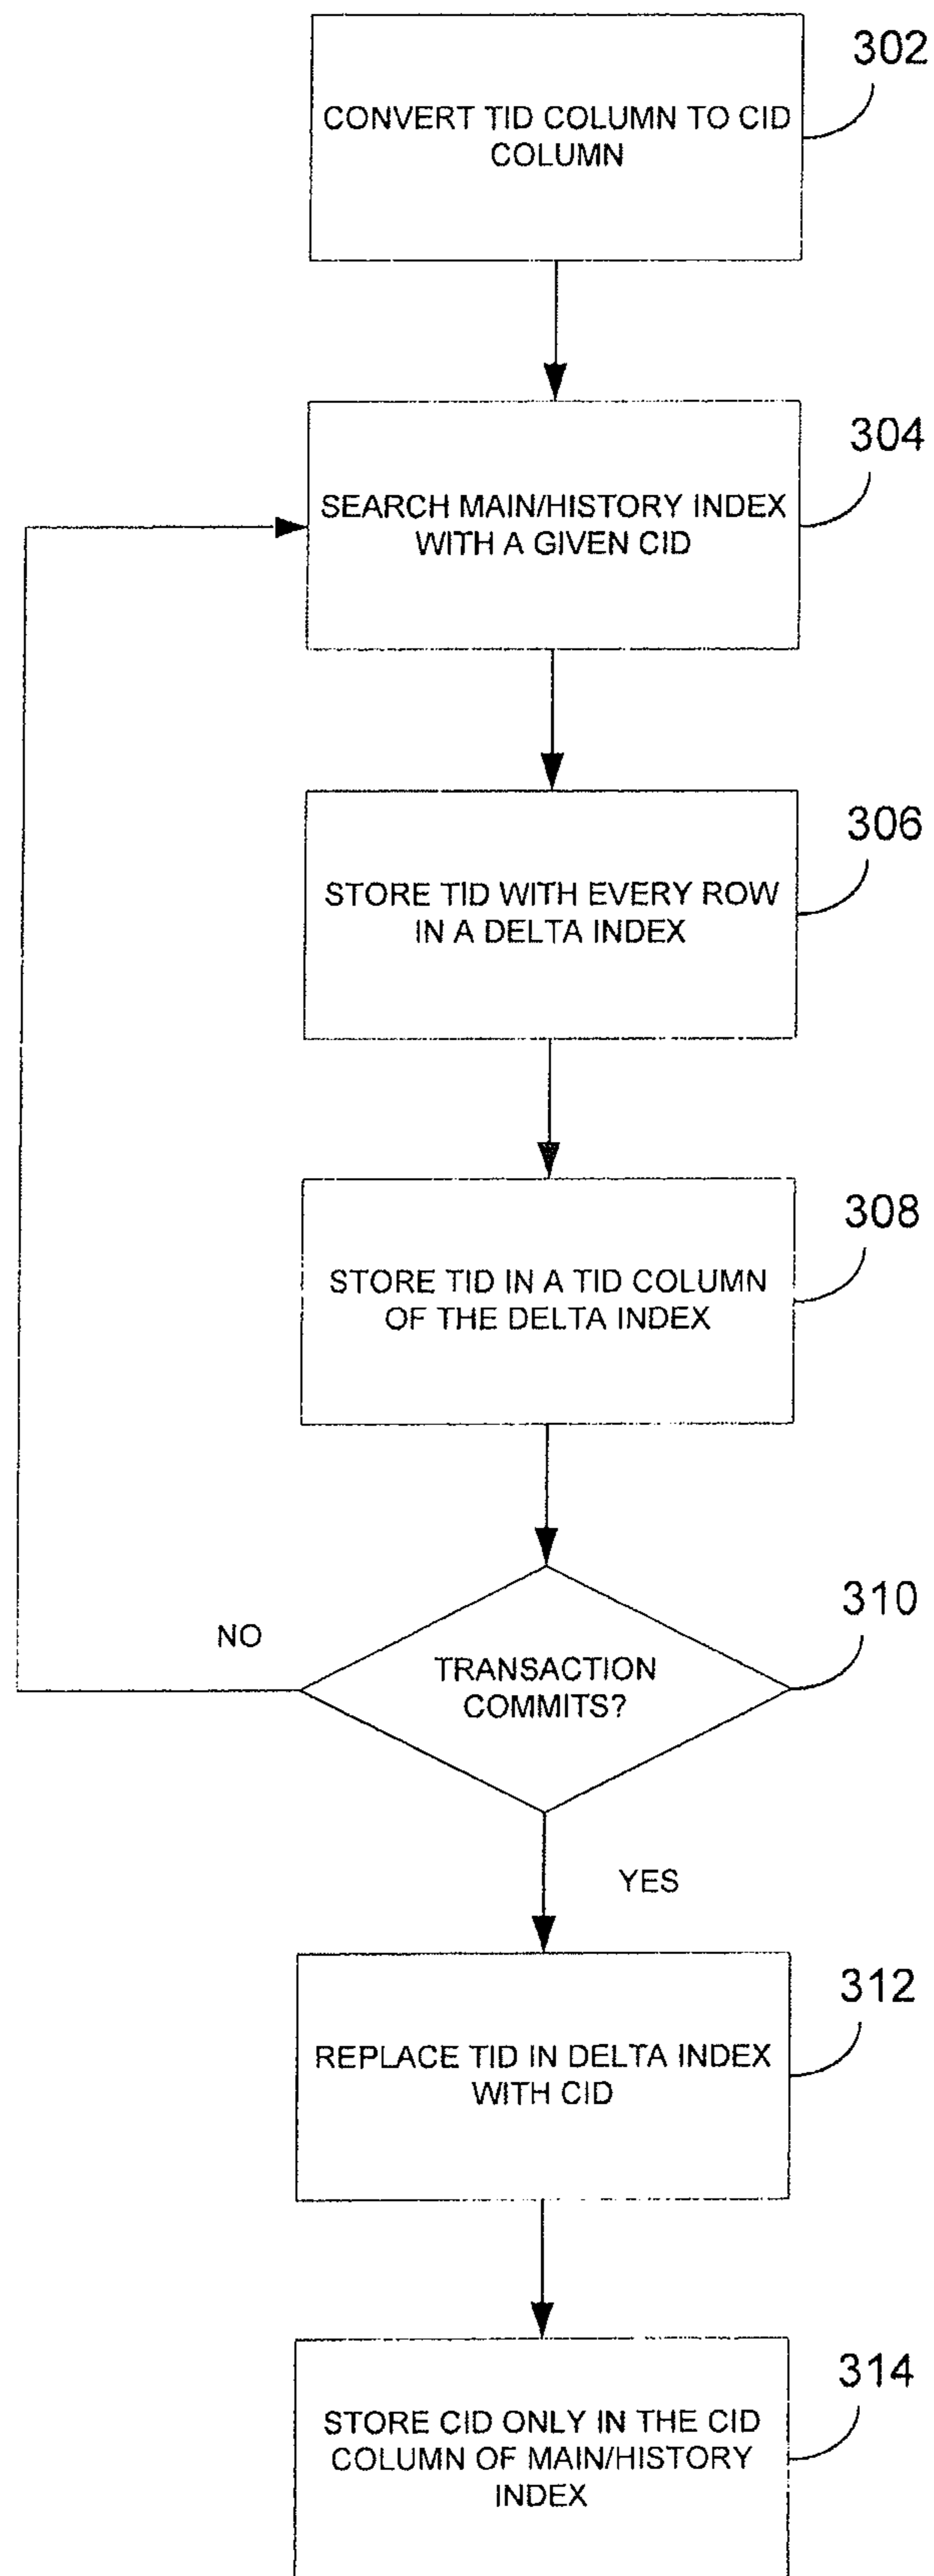 302
CONVERT TID COLUMN TO CID
COLUMN
304
SEARCH MAIN/HISTORY INDEX
WITH A GIVEN CID
306
STORE TID WITH EVERY ROW
IN A DELTA INDEX
308
STORE TID IN A TID COLUMN
OF THE DELTA INDEX
310
NO
TRANSACTION
COMMITS?
YES
312
REPLACE TID IN DELTA INDEX
WITH CID
314
STORE CID ONLY IN THE CID
COLUMN OF MAIN/HISTORY
INDEX